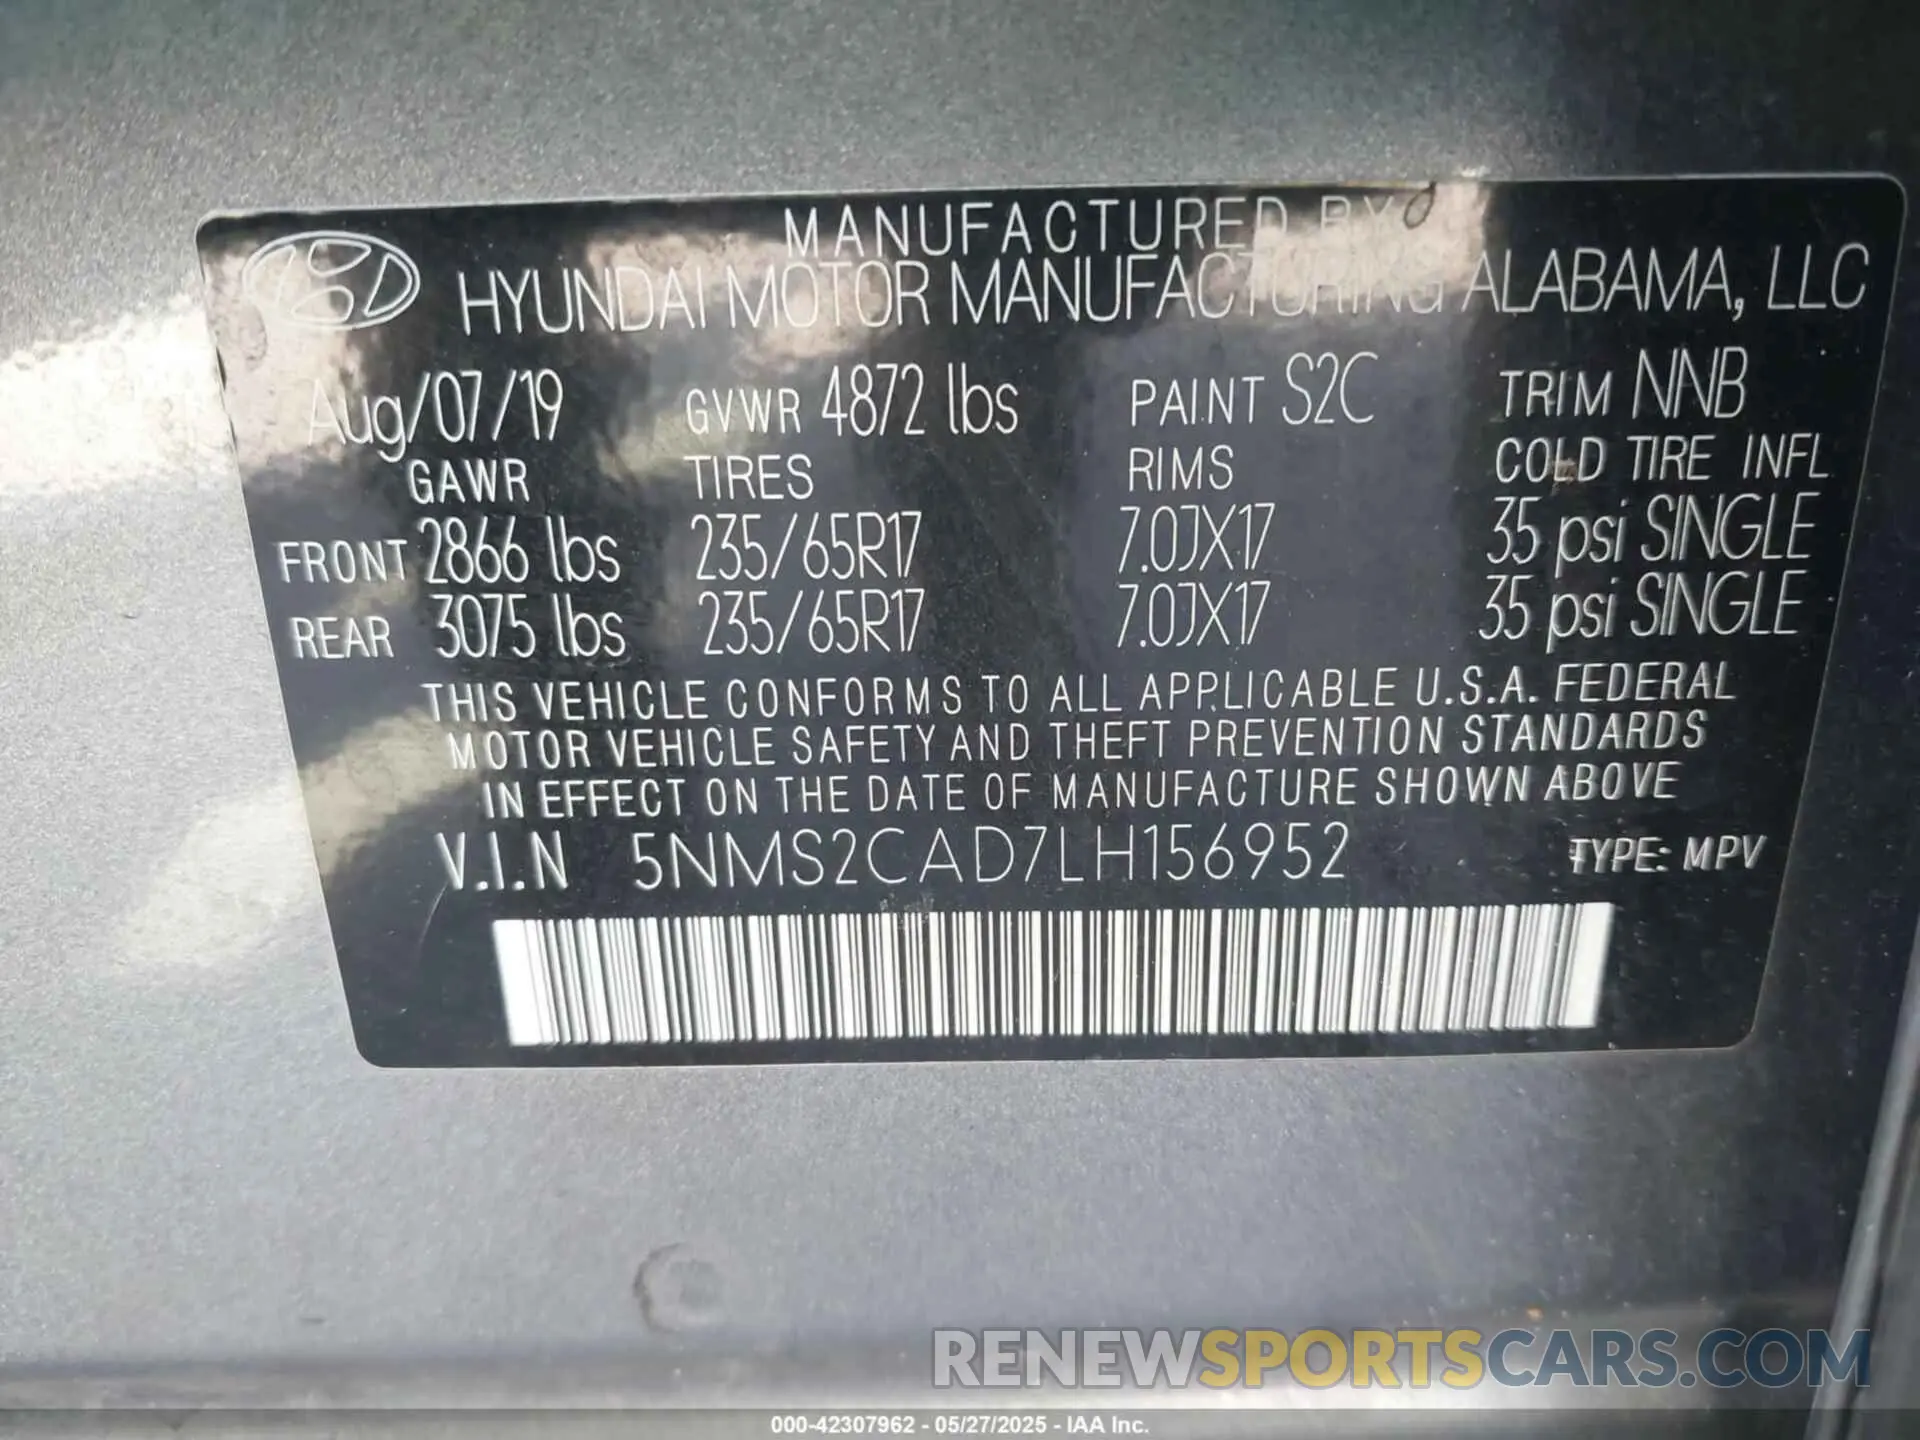 MANUFACTURED BY
HYUNDAI MOTOR MANUFACTURING ALABAMA, LLC
Aug/07/19 GVWR 4872 lbs PAINT S2C TRIM NNB
GAWR TIRES RIMS COLD TIRE INFL
FRONT 2866 lbs 235/65R17 7.0JX17 35 psi SINGLE
REAR 3075 lbs 235/65R17 7.0JX17 35 psi SINGLE
THIS VEHICLE CONFORMS TO ALL APPLICABLE U.S.A. FEDERAL
MOTOR VEHICLE SAFETY AND THEFT PREVENTION STANDARDS
IN EFFECT ON THE DATE OF MANUFACTURE SHOWN ABOVE
V.I.N 5NMS2CAD7LH156952 TYPE: MPV
RENEWSPORTSCARS.COM
000-42307962 - 05/27/2025 - IAA Inc.